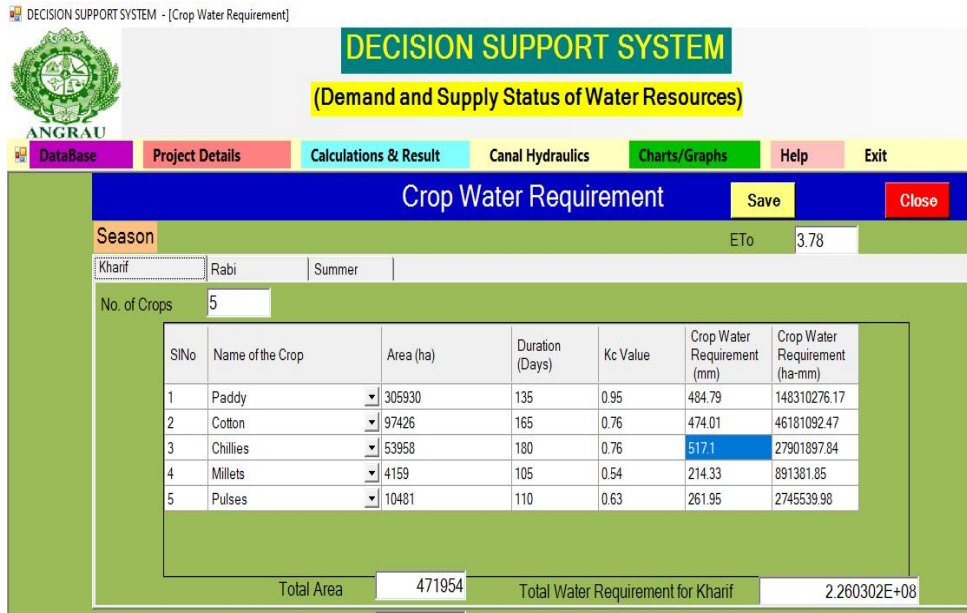 DECISION SUPPORT SYSTEM - [Crop Water Requirement]
DECISION SUPPORT SYSTEM
(Demand and Supply Status of Water Resources)
ANGRAU
DataBase Project Details Calculations & Result Canal Hydraulics Charts/Graphs Help Exit
Crop Water Requirement Save Close
Season ETo 3.78
Kharif Rabi Summer
No. of Crops 5
SlNo Name of the Crop Area (ha) Duration (Days) Kc Value Crop Water Requirement (mm) Crop Water Requirement (ha-mm)
1 Paddy 305930 135 0.95 484.79 148310276.17
2 Cotton 97426 165 0.76 474.01 46181092.47
3 Chillies 53958 180 0.76 517.1 27901897.84
4 Millets 4159 105 0.54 214.33 891381.85
5 Pulses 10481 110 0.63 261.95 2745539.98
Total Area 471954 Total Water Requirement for Kharif 2.260302E+08